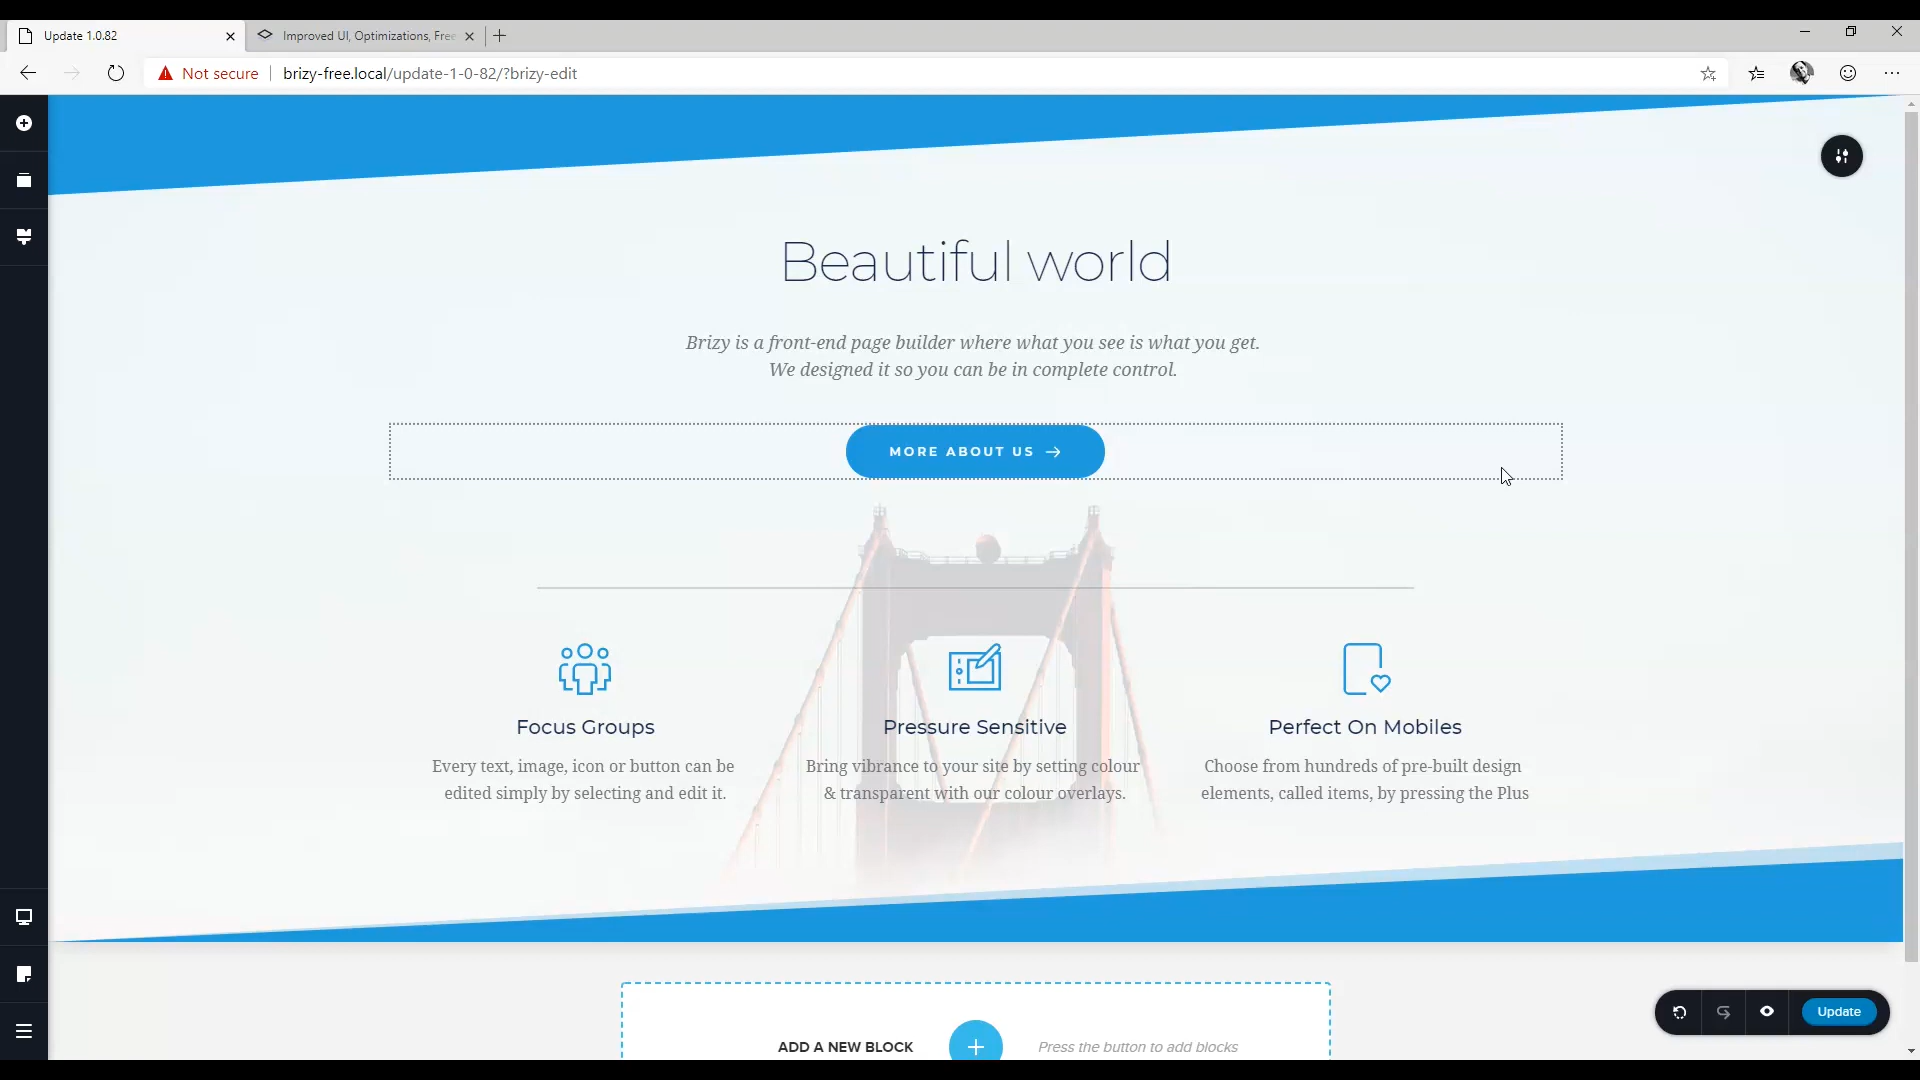 Update 1.0.82
Improved UI, Optimizations, Free
Not secure
brizy-free.local/update-1-0-82/?brizy-edit
Beautiful world
Brizy is a front-end page builder where what you see is what you get.
We designed it so you can be in complete control.
MORE ABOUT US
Focus Groups
Every text, image, icon or button can be
edited simply by selecting and edit it.
Pressure Sensitive
Bring vibrance to your site by setting colour
& transparent with our colour overlays.
Perfect On Mobiles
Choose from hundreds of pre-built design
elements, called items, by pressing the Plus
Update
ADD A NEW BLOCK
Press the button to add blocks